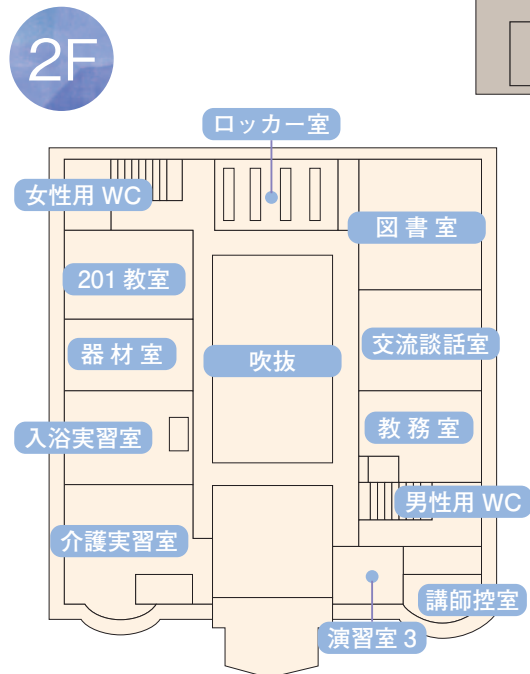 2F
ロッカー室
女性用 WC
図 書 室
201 教室
器 材 室
吹抜
交流談話室
入浴実習室
教 務 室
男性用 WC
介護実習室
講師控室
演習室 3